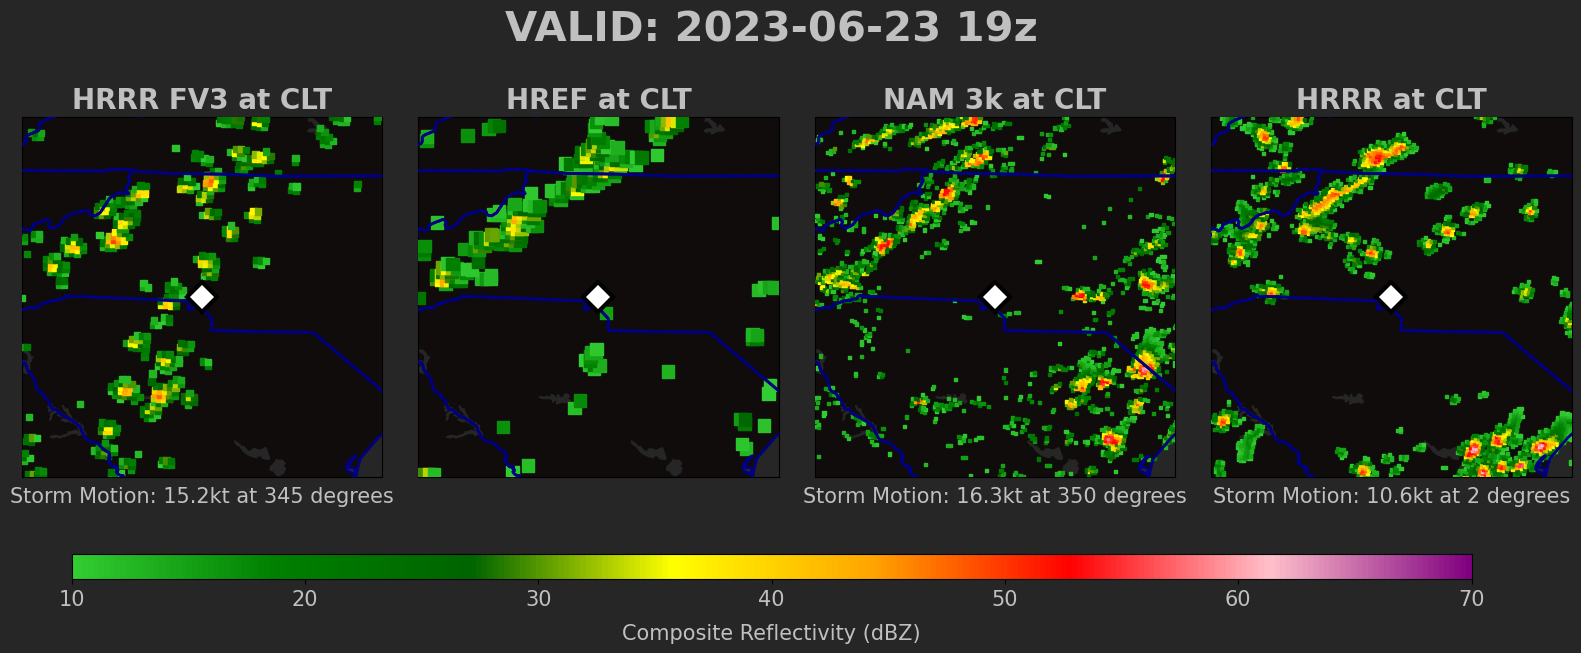 VALID: 2023-06-23 19z
HRRR FV3 at CLT
HREF at CLT
NAM 3k at CLT
HRRR at CLT
Storm Motion: 15.2kt at 345 degrees
Storm Motion: 16.3kt at 350 degrees
Storm Motion: 10.6kt at 2 degrees
10 20 30 40 50 60 70
Composite Reflectivity (dBZ)